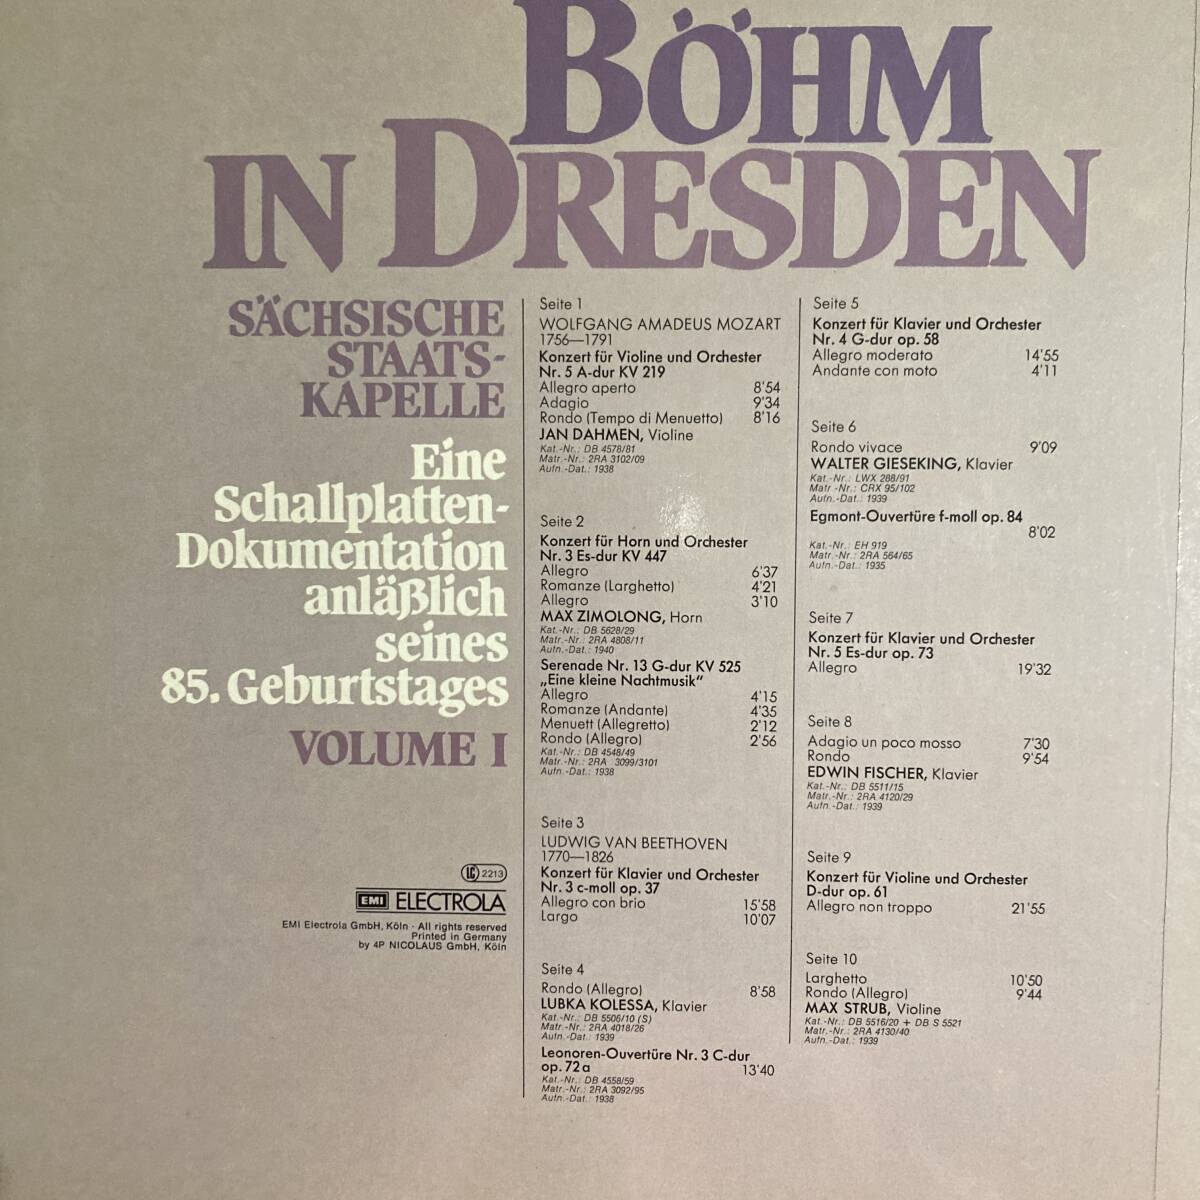 BÖHM
IN DRESDEN
SÄCHSISCHE
STAATS-
KAPELLE
Eine
Schallplatten-
Dokumentation
anläßlich
seines
85. Geburtstages
VOLUME I
LC 2213
EMI ELECTROLA
EMI Electrola GmbH, Köln · All rights reserved
Printed in Germany
by 4P NICOLAUS GmbH, Köln
Seite 1
WOLFGANG AMADEUS MOZART
1756—1791
Konzert für Violine und Orchester
Nr. 5 A-dur KV 219
Allegro aperto 8'54
Adagio 9'34
Rondo (Tempo di Menuetto) 8'16
JAN DAHMEN, Violine
Kat.-Nr.: DB 4578/81
Matr.-Nr.: 2RA 3102/09
Aufn.-Dat.: 1938
Seite 2
Konzert für Horn und Orchester
Nr. 3 Es-dur KV 447
Allegro 6'37
Romanze (Larghetto) 4'21
Allegro 3'10
MAX ZIMOLONG, Horn
Kat.-Nr.: DB 5628/29
Matr.-Nr.: 2RA 4808/11
Aufn.-Dat.: 1940
Serenade Nr. 13 G-dur KV 525
„Eine kleine Nachtmusik“
Allegro 4'15
Romanze (Andante) 4'35
Menuett (Allegretto) 2'12
Rondo (Allegro) 2'56
Kat.-Nr.: DB 4548/49
Matr.-Nr.: 2RA 3099/3101
Aufn.-Dat.: 1938
Seite 3
LUDWIG VAN BEETHOVEN
1770—1826
Konzert für Klavier und Orchester
Nr. 3 c-moll op. 37
Allegro con brio 15'58
Largo 10'07
Seite 4
Rondo (Allegro) 8'58
LUBKA KOLESSA, Klavier
Kat.-Nr.: DB 5506/10 (S)
Matr.-Nr.: 2RA 4018/26
Aufn.-Dat.: 1939
Leonoren-Ouvertüre Nr. 3 C-dur
op. 72a 13'40
Kat.-Nr.: DB 4558/59
Matr.-Nr.: 2RA 3092/95
Aufn.-Dat.: 1938
Seite 5
Konzert für Klavier und Orchester
Nr. 4 G-dur op. 58
Allegro moderato 14'55
Andante con moto 4'11
Seite 6
Rondo vivace 9'09
WALTER GIESEKING, Klavier
Kat.-Nr.: LWX 288/91
Matr.-Nr.: CRX 95/102
Aufn.-Dat.: 1939
Egmont-Ouvertüre f-moll op. 84
8'02
Kat.-Nr.: EH 919
Matr.-Nr.: 2RA 564/65
Aufn.-Dat.: 1935
Seite 7
Konzert für Klavier und Orchester
Nr. 5 Es-dur op. 73
Allegro 19'32
Seite 8
Adagio un poco mosso 7'30
Rondo 9'54
EDWIN FISCHER, Klavier
Kat.-Nr.: DB 5511/15
Matr.-Nr.: 2RA 4120/29
Aufn.-Dat.: 1939
Seite 9
Konzert für Violine und Orchester
D-dur op. 61
Allegro non troppo 21'55
Seite 10
Larghetto 10'50
Rondo (Allegro) 9'44
MAX STRUB, Violine
Kat.-Nr.: DB 5516/20 + DB S 5521
Matr.-Nr.: 2RA 4130/40
Aufn.-Dat.: 1939